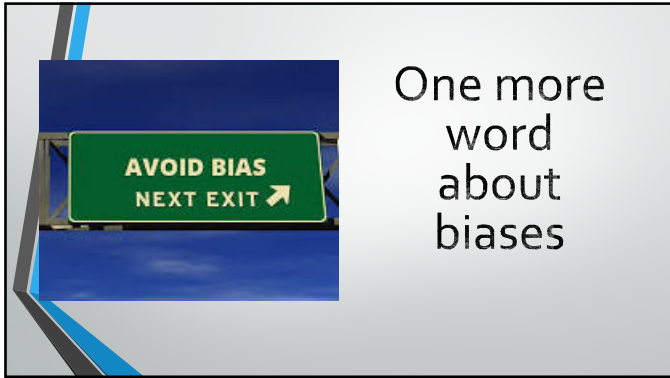 AVOID BIAS
NEXT EXIT
One more
word
about
biases